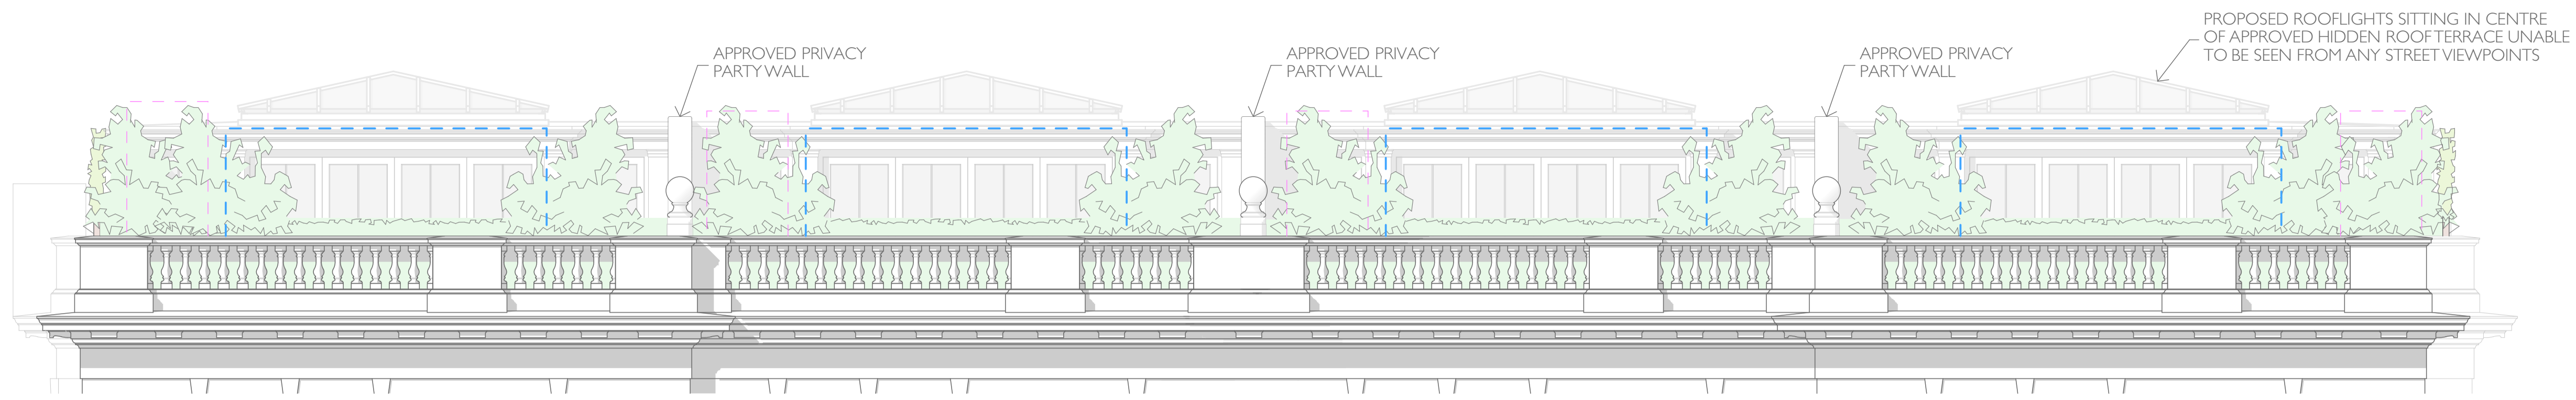 APPROVED PRIVACY
PARTY WALL
APPROVED PRIVACY
PARTY WALL
APPROVED PRIVACY
PARTY WALL
PROPOSED ROOFLIGHTS SITTING IN CENTRE
OF APPROVED HIDDEN ROOF TERRACE UNABLE
TO BE SEEN FROM ANY STREET VIEWPOINTS